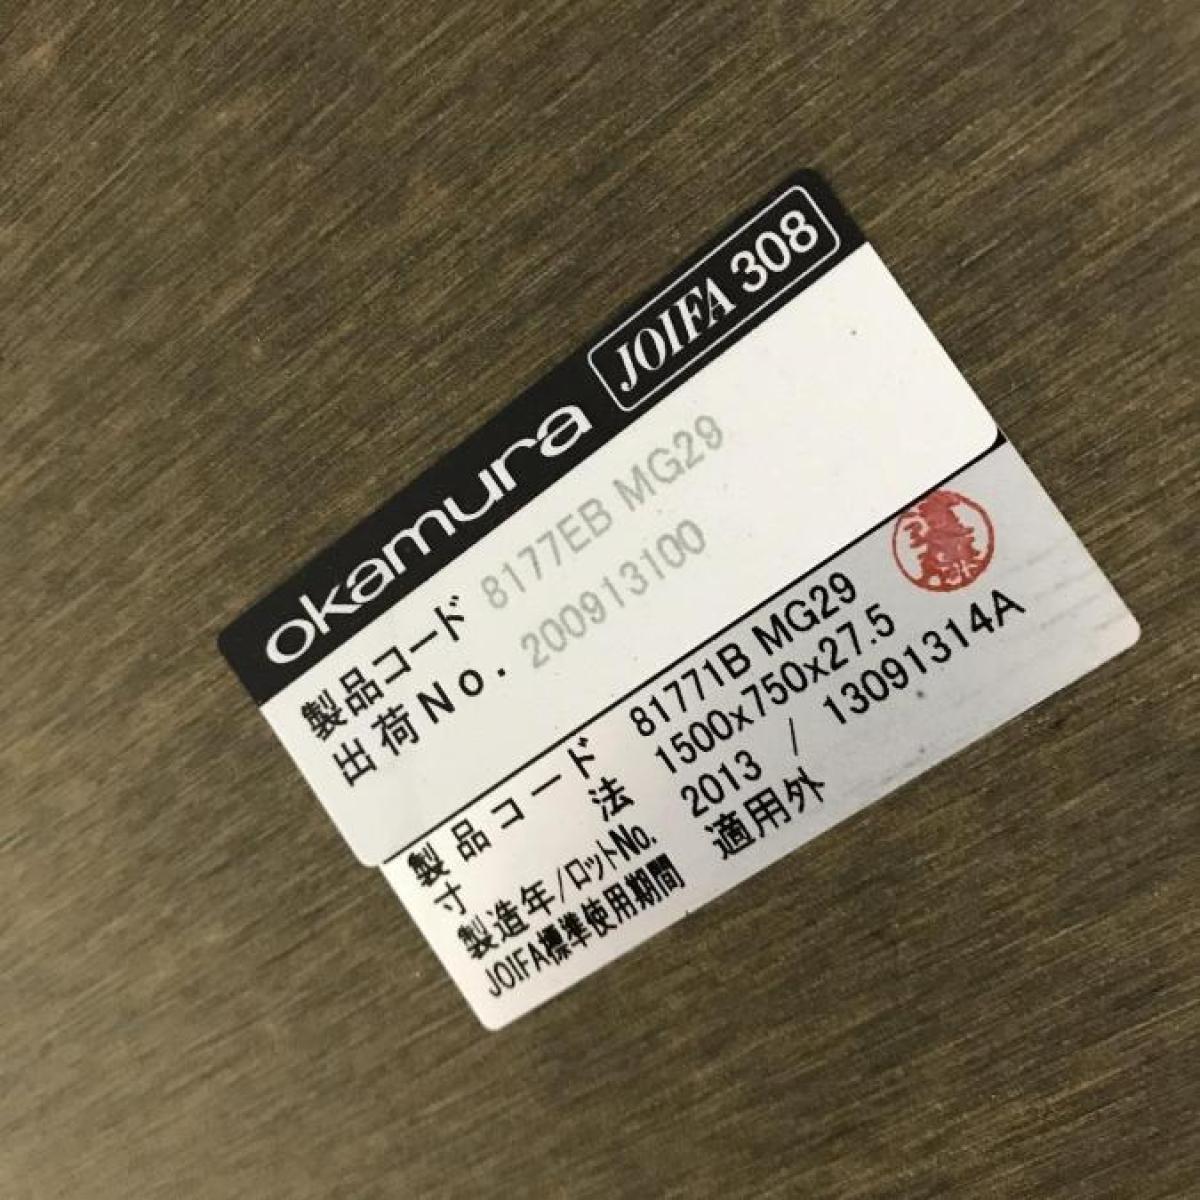 okamura JOIFA 308
製品コード 8177EB MG29
出荷No. 200913100
製品コード 81771B MG29
寸法 1500x750x27.5
製造年/ロットNo. 2013 / 13091314A
JOIFA標準使用期間 適用外